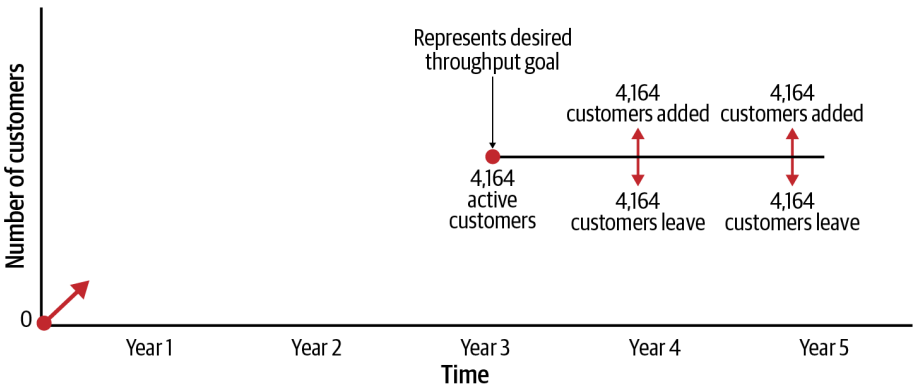 Number of customers
Represents desired
throughput goal
4,164
customers added
4,164
customers added
4,164
active
customers
4,164
customers leave
4,164
customers leave
0
Year 1
Year 2
Year 3
Year 4
Year 5
Time